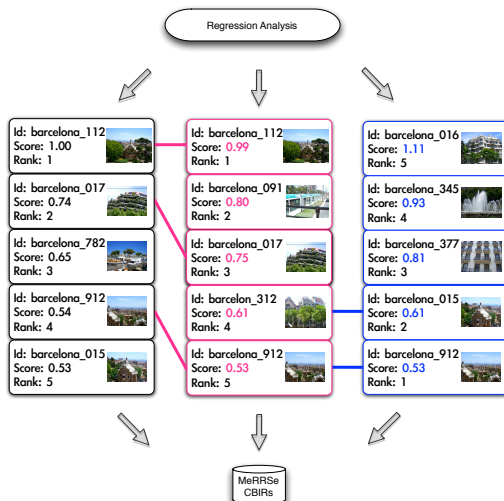 Regression Analysis
Id: barcelona_112
Score: 1.00
Rank: 1
Id: barcelona_017
Score: 0.74
Rank: 2
Id: barcelona_782
Score: 0.65
Rank: 3
Id: barcelona_912
Score: 0.54
Rank: 4
Id: barcelona_015
Score: 0.53
Rank: 5
Id: barcelona_112
Score: 0.99
Rank: 1
Id: barcelona_091
Score: 0.80
Rank: 2
Id: barcelona_017
Score: 0.75
Rank: 3
Id: barcelon_312
Score: 0.61
Rank: 4
Id: barcelona_912
Score: 0.53
Rank: 5
Id: barcelona_016
Score: 1.11
Rank: 5
Id: barcelona_345
Score: 0.93
Rank: 4
Id: barcelona_377
Score: 0.81
Rank: 3
Id: barcelona_015
Score: 0.61
Rank: 2
Id: barcelona_912
Score: 0.53
Rank: 1
MeRRSe
CBIRs